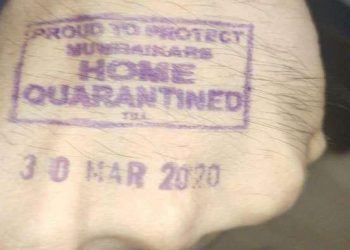 PROUD TO PROTECT
MUMBAIKARS
HOME
QUARANTINED
TILL
30 MAR 2020